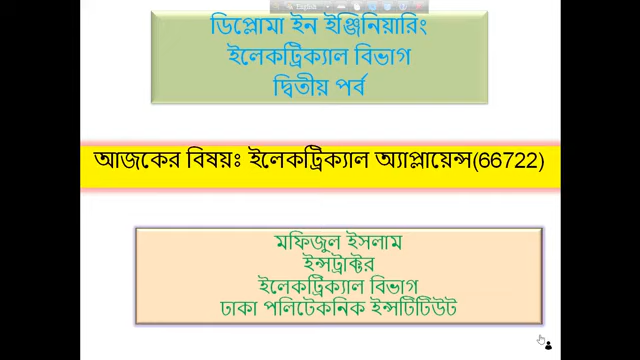 ডিপ্লোমা ইন ইঞ্জিনিয়ারিং
ইলেকট্রিক্যাল বিভাগ
দ্বিতীয় পর্ব
আজকের বিষয়ঃ ইলেকট্রিক্যাল অ্যাপ্লায়েন্স(66722)
মফিজুল ইসলাম
ইন্সট্রাক্টর
ইলেকট্রিক্যাল বিভাগ
ঢাকা পলিটেকনিক ইন্সটিটিউট